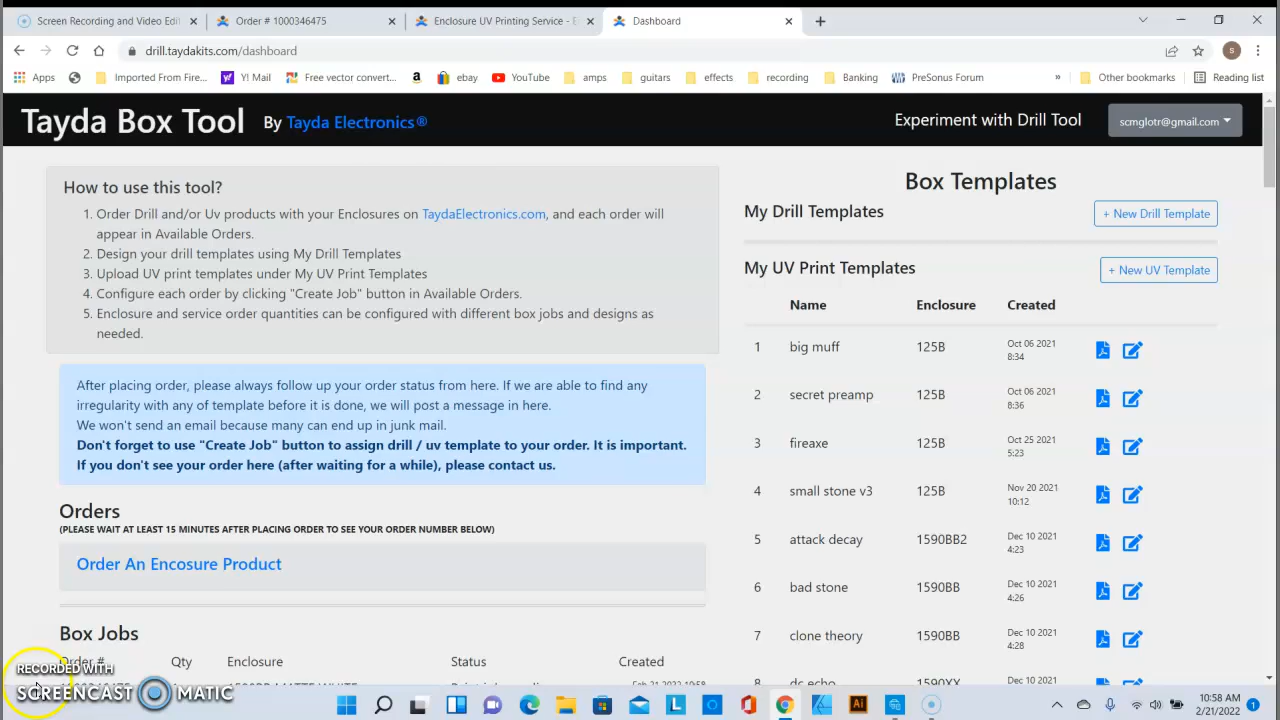 Screen Recording and Video Edi
Order # 1000346475
Enclosure UV Printing Service - E
Dashboard
drill.taydakits.com/dashboard
Apps
Imported From Fire...
Y! Mail
Free vector convert...
ebay
YouTube
amps
guitars
effects
recording
Banking
PreSonus Forum
»
Other bookmarks
Reading list
Tayda Box Tool By Tayda Electronics®
Experiment with Drill Tool
scmglotr@gmail.com
How to use this tool?
1. Order Drill and/or Uv products with your Enclosures on TaydaElectronics.com, and each order will
appear in Available Orders.
2. Design your drill templates using My Drill Templates
3. Upload UV print templates under My UV Print Templates
4. Configure each order by clicking "Create Job" button in Available Orders.
5. Enclosure and service order quantities can be configured with different box jobs and designs as
needed.
After placing order, please always follow up your order status from here. If we are able to find any
irregularity with any of template before it is done, we will post a message in here.
We won't send an email because many can end up in junk mail.
Don't forget to use "Create Job" button to assign drill / uv template to your order. It is important.
If you don't see your order here (after waiting for a while), please contact us.
Orders
(PLEASE WAIT AT LEAST 15 MINUTES AFTER PLACING ORDER TO SEE YOUR ORDER NUMBER BELOW)
Order An Encosure Product
Box Jobs
Order # Qty Enclosure Status Created
Box Templates
My Drill Templates
+ New Drill Template
My UV Print Templates
+ New UV Template
Name Enclosure Created
1 big muff 125B Oct 06 2021
8:34
2 secret preamp 125B Oct 06 2021
8:36
3 fireaxe 125B Oct 25 2021
5:23
4 small stone v3 125B Nov 20 2021
10:12
5 attack decay 1590BB2 Dec 10 2021
4:23
6 bad stone 1590BB Dec 10 2021
4:26
7 clone theory 1590BB Dec 10 2021
4:28
8 dc echo 1590XX Dec 10 2021
RECORDED WITH
SCREENCAST MATIC
10:58 AM
2/21/2022